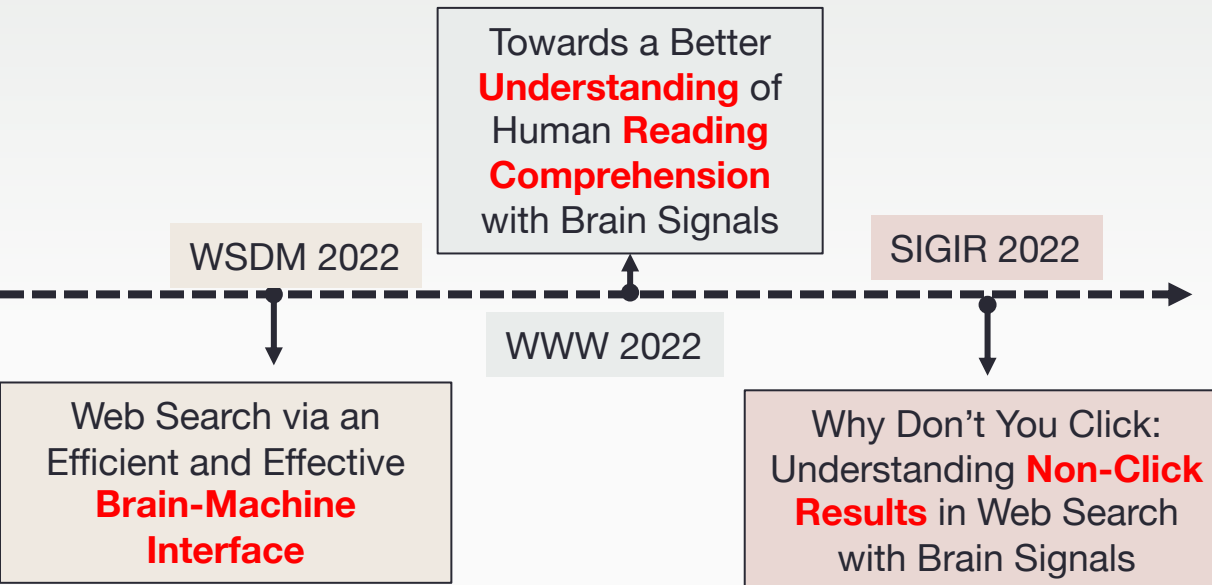 Towards a Better
Understanding of
Human Reading
Comprehension
with Brain Signals
WSDM 2022
SIGIR 2022
WWW 2022
Web Search via an
Efficient and Effective
Brain-Machine
Interface
Why Don’t You Click:
Understanding Non-Click
Results in Web Search
with Brain Signals